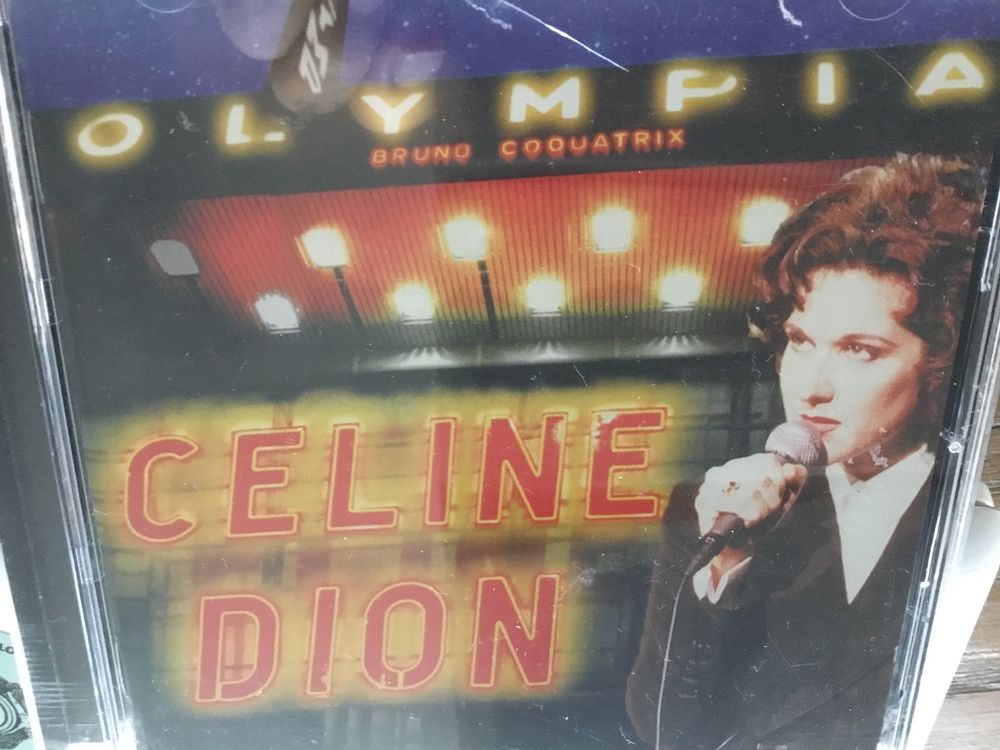 OLYMPIA
BRUNO COQUATRIX
CELINE
DION